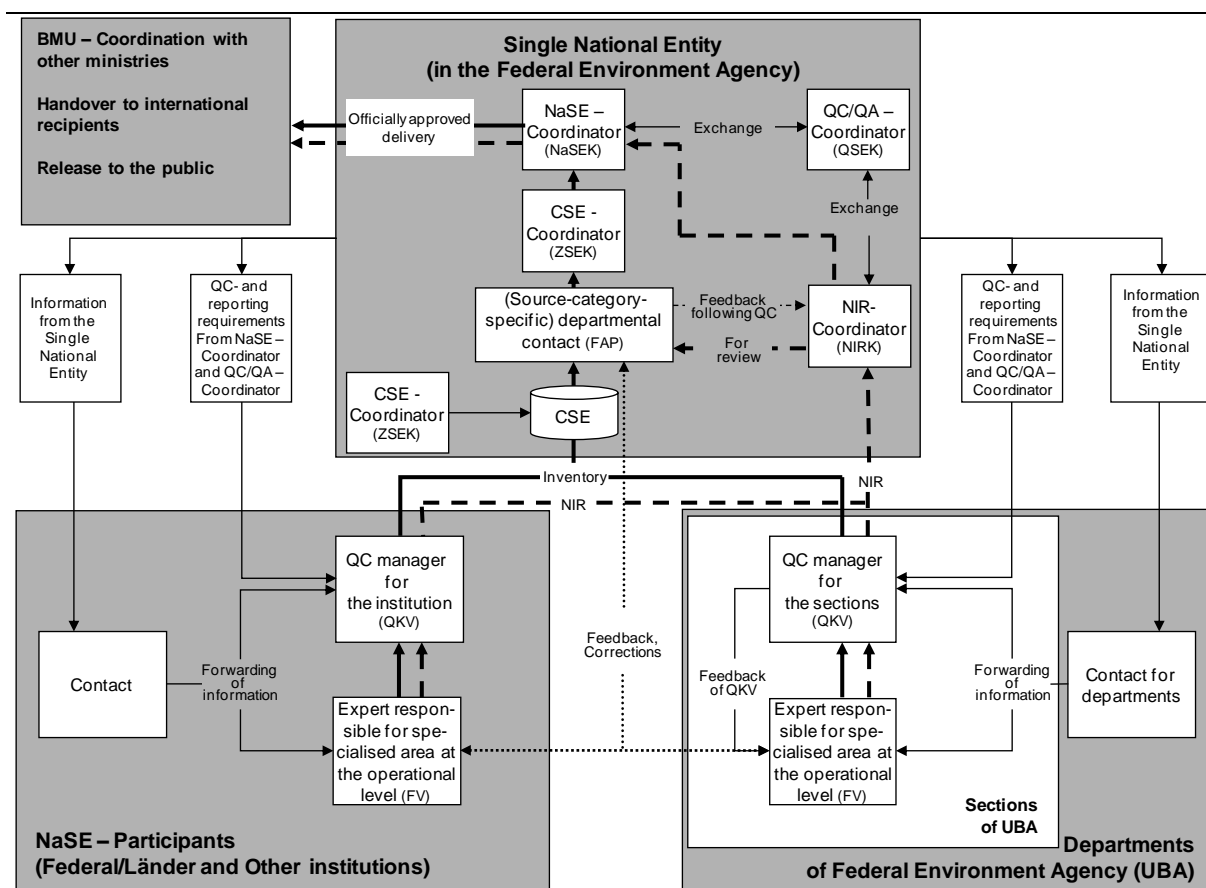 BMU – Coordination with
other ministries
Handover to international
recipients
Release to the public
Single National Entity
(in the Federal Environment Agency)
Officially approved
delivery
NaSE –
Coordinator
(NaSEK)
Exchange
QC/QA –
Coordinator
(QSEK)
CSE -
Coordinator
(ZSEK)
Exchange
(Source-category-
specific) departmental
contact (FAP)
Feedback
following QC
For
review
NIR-
Coordinator
(NIRK)
CSE -
Coordinator
(ZSEK)
CSE
Information
from the
Single
National
Entity
QC- and
reporting
requirements
From NaSE –
Coordinator
and QC/QA –
Coordinator
QC- and
reporting
requirements
From NaSE –
Coordinator
and QC/QA –
Coordinator
Information
from the
Single
National
Entity
Inventory
NIR
NIR
QC manager
for
the institution
(QKV)
QC manager
for
the sections
(QKV)
Contact
Forwarding
of
information
Feedback,
Corrections
Feedback
of QKV
Forwarding
of
information
Contact for
departments
Expert respon-
sible for spe-
cialised area at
the operational
level (FV)
Expert respon-
sible for spe-
cialised area at
the operational
level (FV)
Sections
of UBA
NaSE – Participants
(Federal/Länder and Other institutions)
Departments
of Federal Environment Agency (UBA)